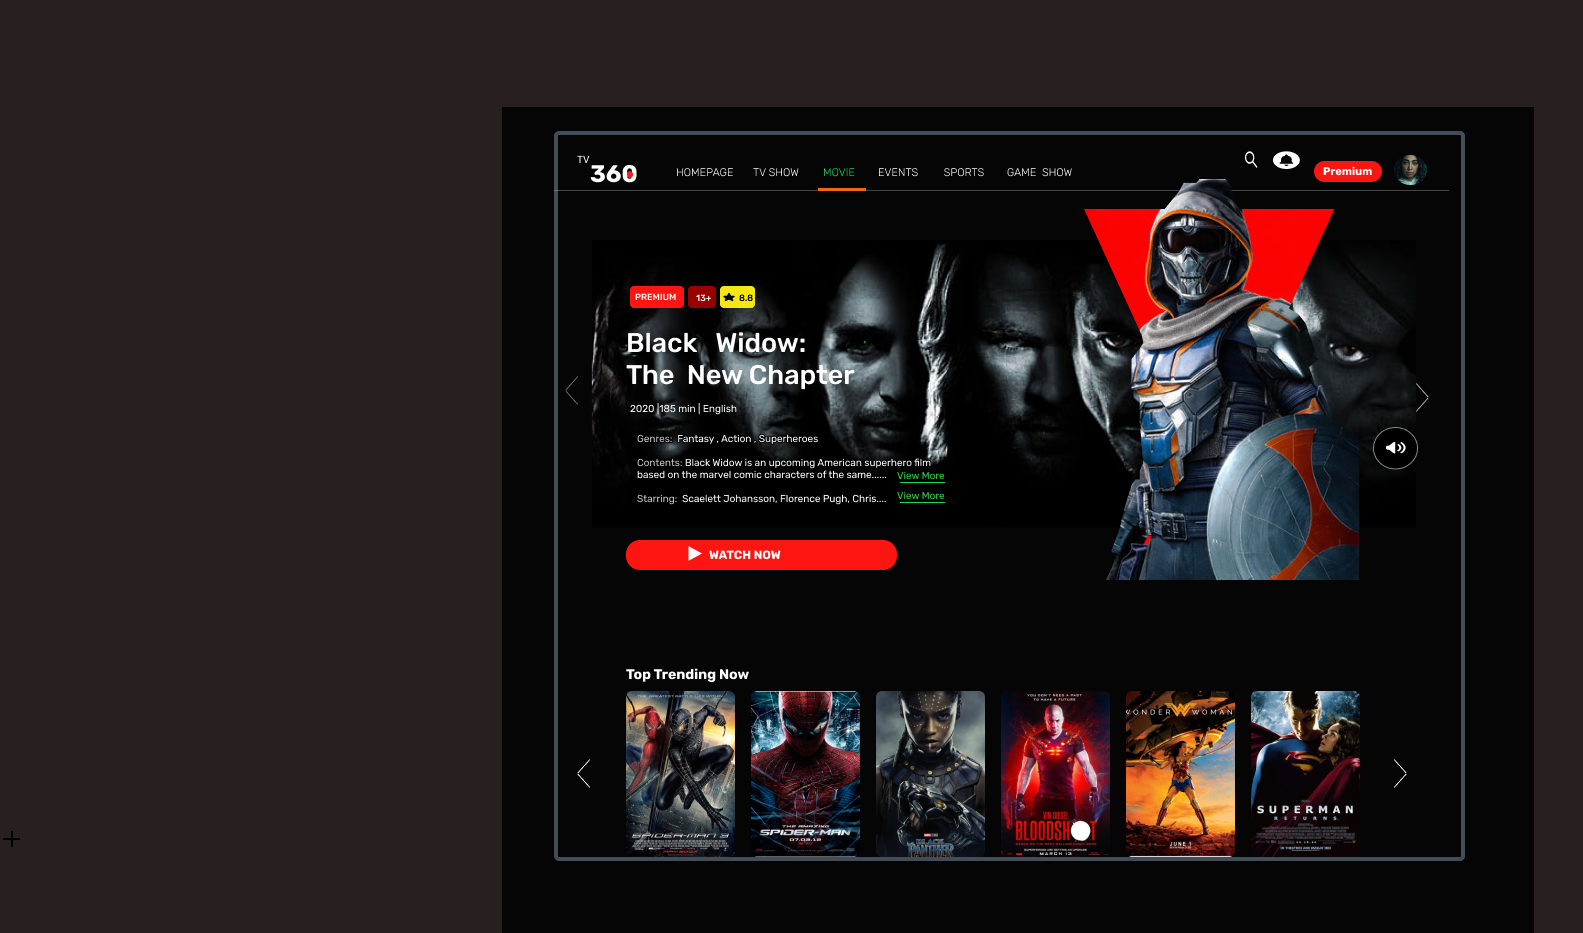 TV
360
HOMEPAGE TV SHOW MOVIE EVENTS SPORTS GAME SHOW
Premium
PREMIUM 13+ 8.8
Black Widow:
The New Chapter
2020 |185 min | English
Genres: Fantasy , Action , Superheroes
Contents: Black Widow is an upcoming American superhero film
based on the marvel comic characters of the same...... View More
Starring: Scaelett Johansson, Florence Pugh, Chris.... View More
WATCH NOW
Top Trending Now
SPIDER-MAN 3
THE AMAZING
SPIDER-MAN
07.03.12
BLACK
PANTHER
YOU DON'T NEED A PAST
TO HAVE A FUTURE
VIN DIESEL
MARCH 13
WONDER WOMAN
JUNE 1
SUPERMAN
RETURNS